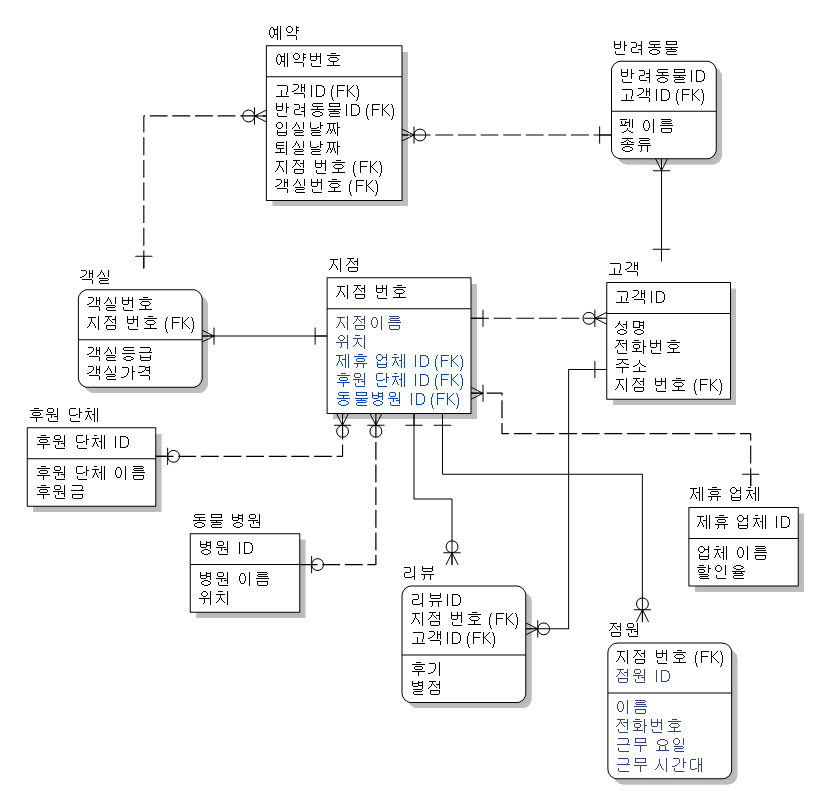 예약
예약번호
고객ID (FK)
반려동물ID (FK)
입실날짜
퇴실날짜
지점 번호 (FK)
객실번호 (FK)
반려동물
반려동물ID
고객ID (FK)
펫 이름
종류
객실
객실번호
지점 번호 (FK)
객실등급
객실가격
지점
지점 번호
지점이름
위치
제휴 업체 ID (FK)
후원 단체 ID (FK)
동물병원 ID (FK)
고객
고객ID
성명
전화번호
주소
지점 번호 (FK)
후원 단체
후원 단체 ID
후원 단체 이름
후원금
동물 병원
병원 ID
병원 이름
위치
제휴 업체
제휴 업체 ID
업체 이름
할인율
리뷰
리뷰ID
지점 번호 (FK)
고객ID (FK)
후기
별점
점원
지점 번호 (FK)
점원 ID
이름
전화번호
근무 요일
근무 시간대